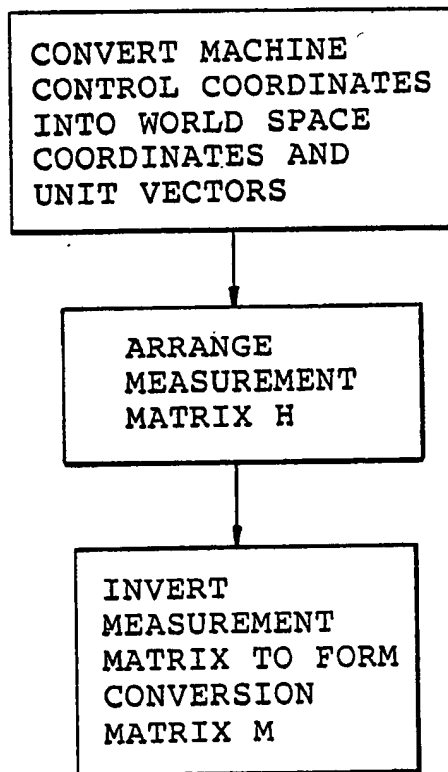 CONVERT MACHINE
CONTROL COORDINATES
INTO WORLD SPACE
COORDINATES AND
UNIT VECTORS
ARRANGE
MEASUREMENT
MATRIX H
INVERT
MEASUREMENT
MATRIX TO FORM
CONVERSION
MATRIX M